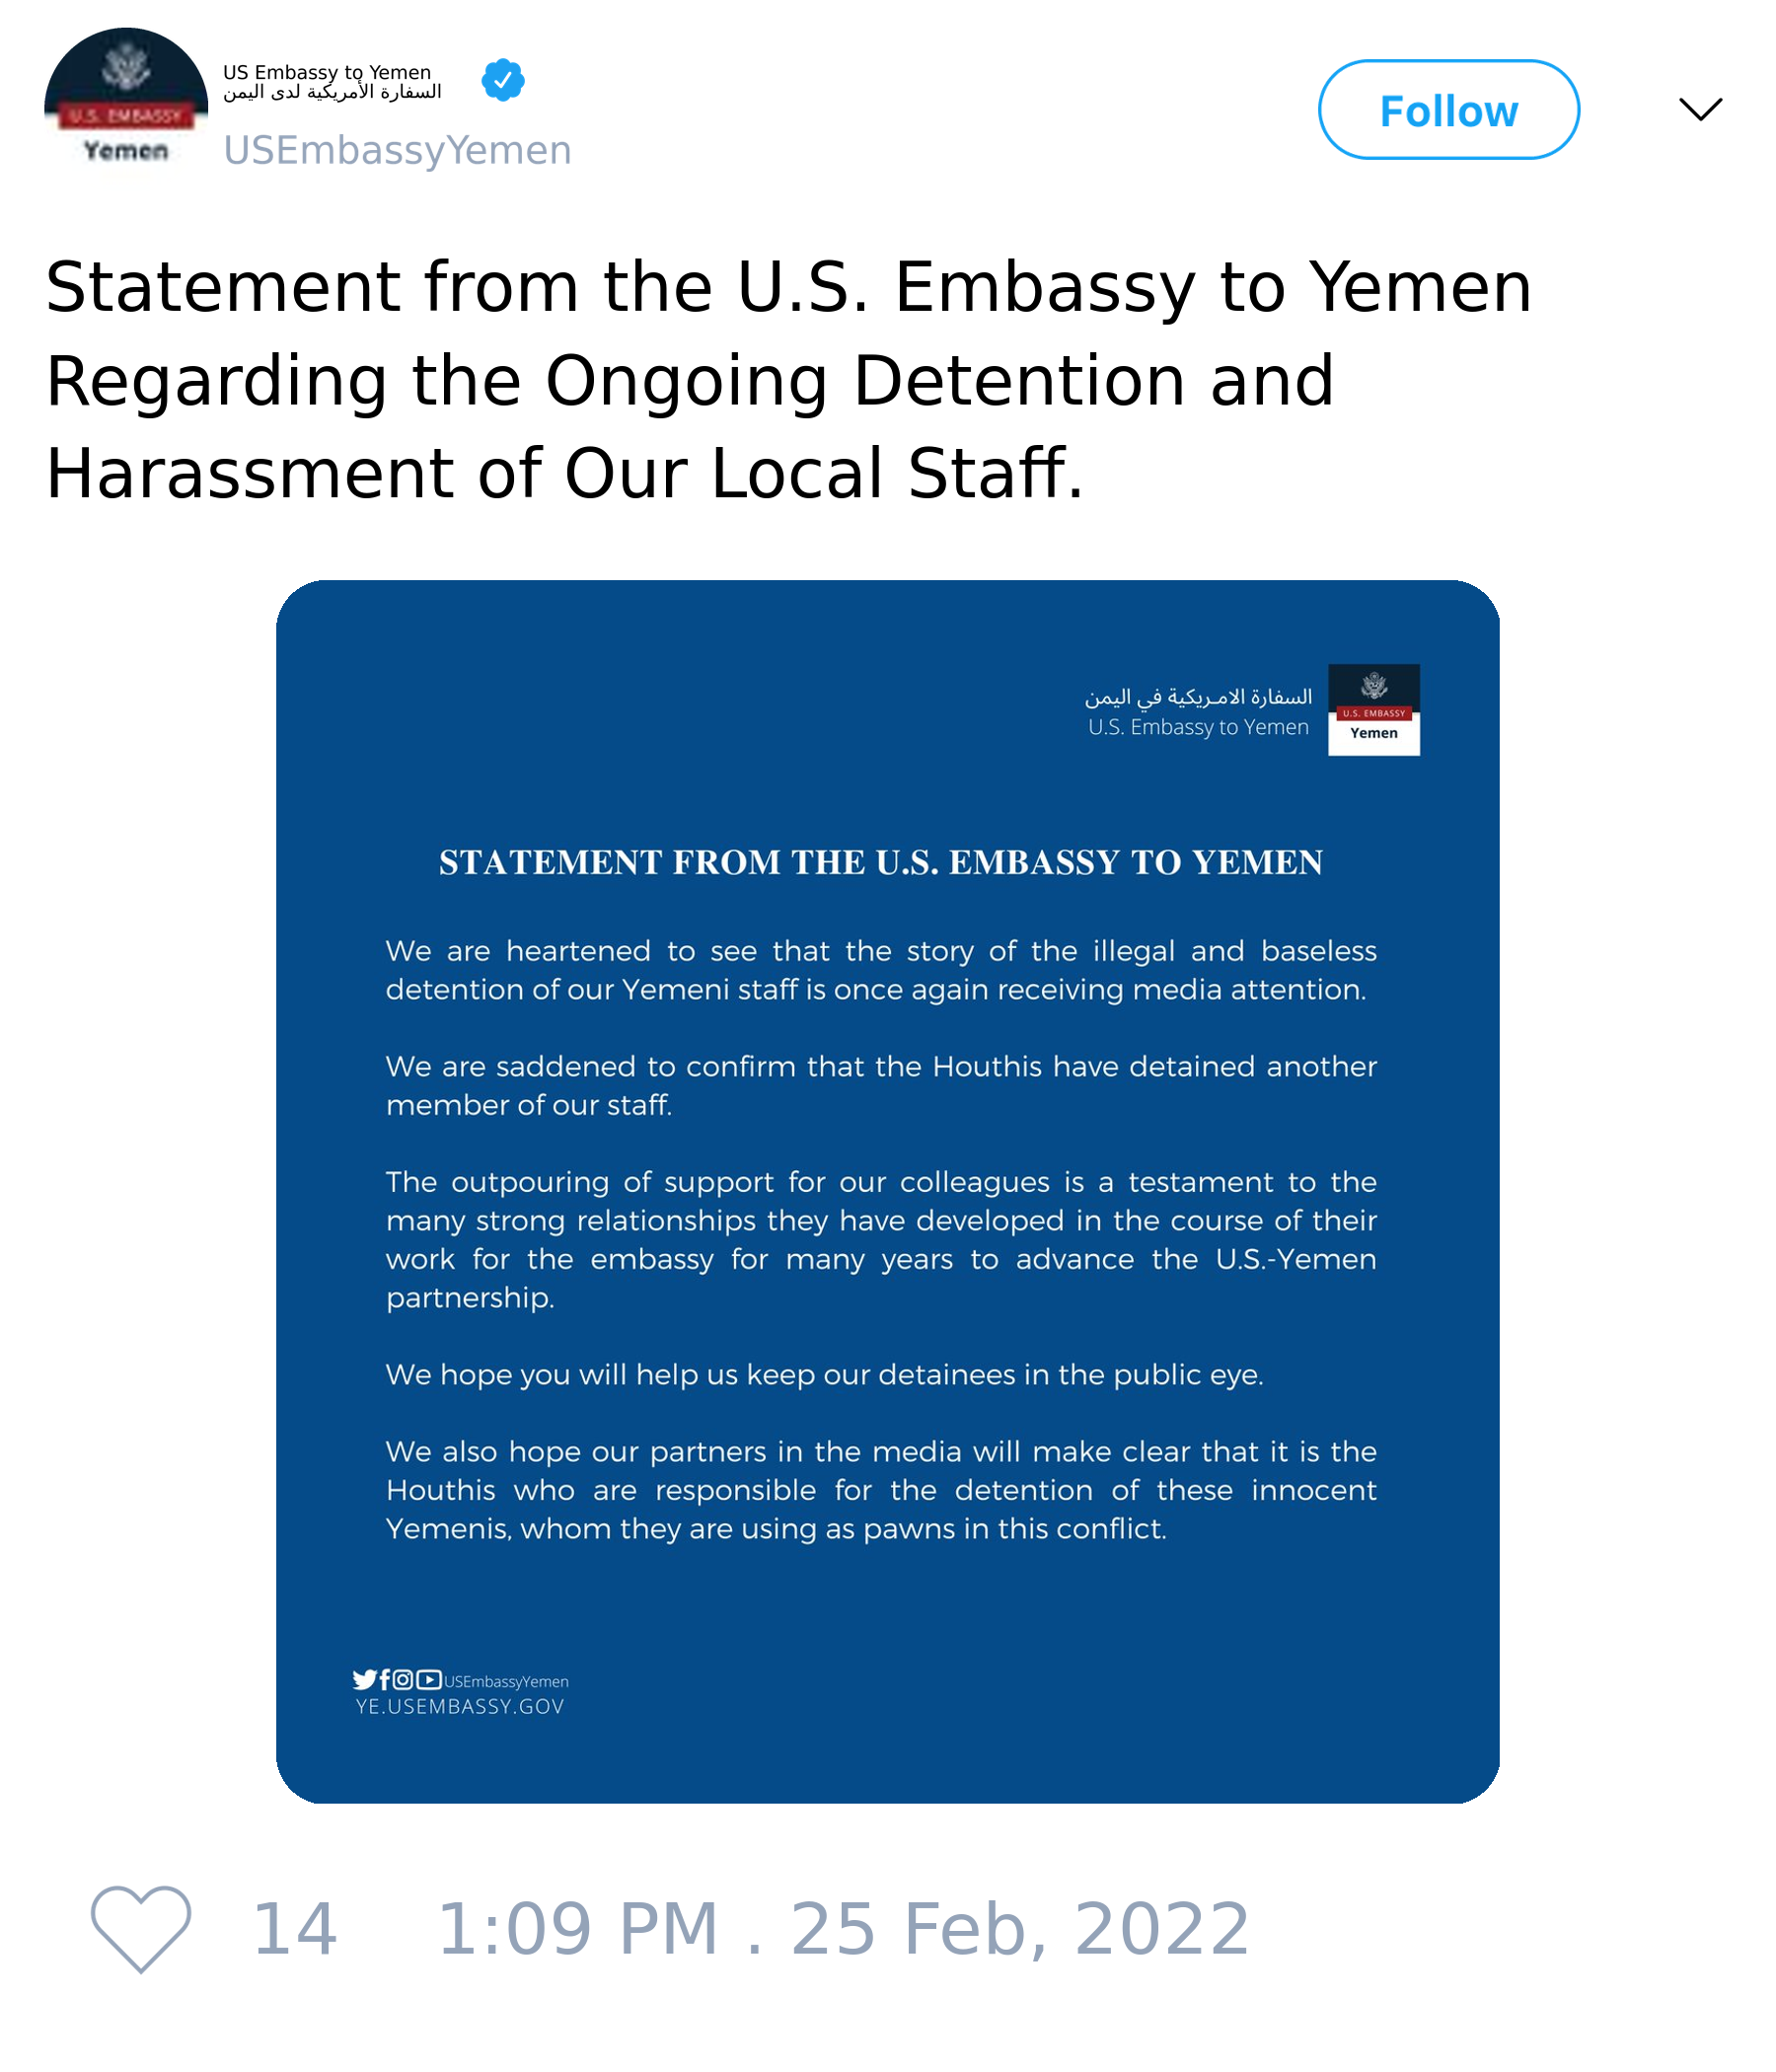 US Embassy to Yemen
السفارة الأمريكية لدى اليمن
USEmbassyYemen
U.S. EMBASSY
Yemen
Follow
Statement from the U.S. Embassy to Yemen
Regarding the Ongoing Detention and
Harassment of Our Local Staff.
السفارة الامريكية في اليمن
U.S. Embassy to Yemen
U.S. EMBASSY
Yemen
STATEMENT FROM THE U.S. EMBASSY TO YEMEN
We are heartened to see that the story of the illegal and baseless
detention of our Yemeni staff is once again receiving media attention.
We are saddened to confirm that the Houthis have detained another
member of our staff.
The outpouring of support for our colleagues is a testament to the
many strong relationships they have developed in the course of their
work for the embassy for many years to advance the U.S.-Yemen
partnership.
We hope you will help us keep our detainees in the public eye.
We also hope our partners in the media will make clear that it is the
Houthis who are responsible for the detention of these innocent
Yemenis, whom they are using as pawns in this conflict.
USEmbassyYemen
YE.USEMBASSY.GOV
14 1:09 PM . 25 Feb, 2022